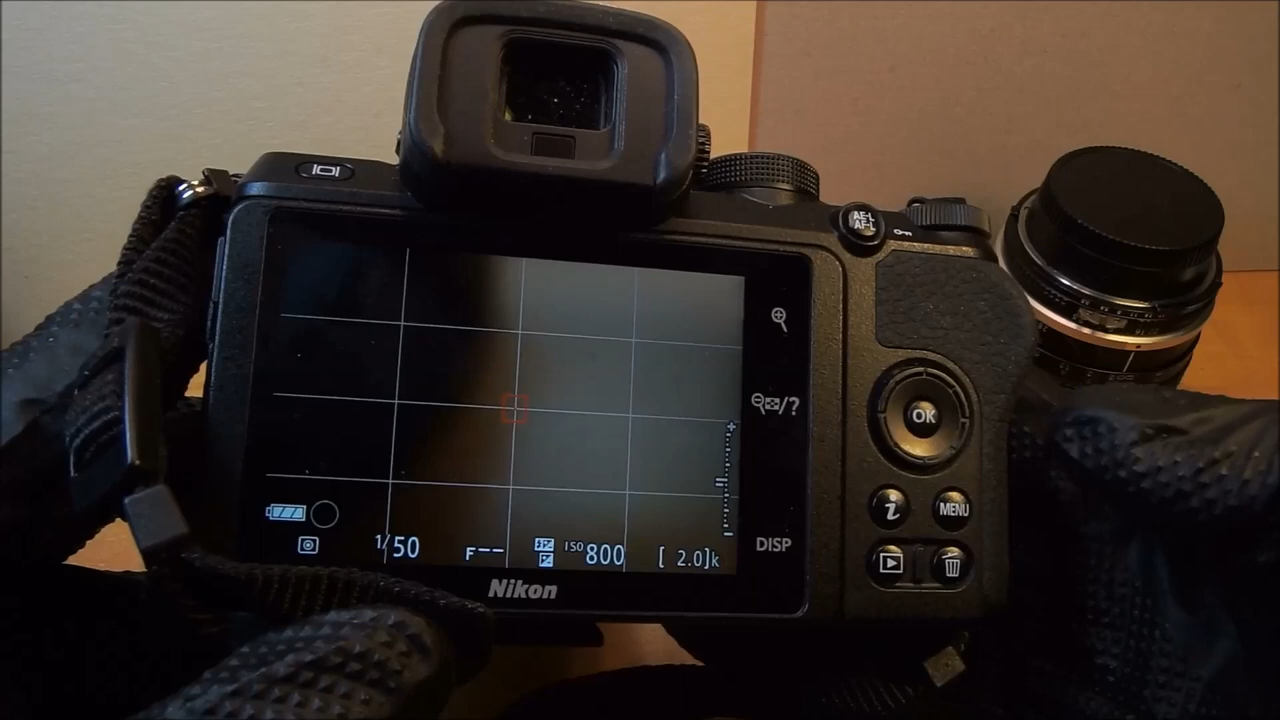 AE-L
AF-L
OK
i
MENU
?
DISP
1/50
F--
ISO 800
[ 2.0]k
Nikon